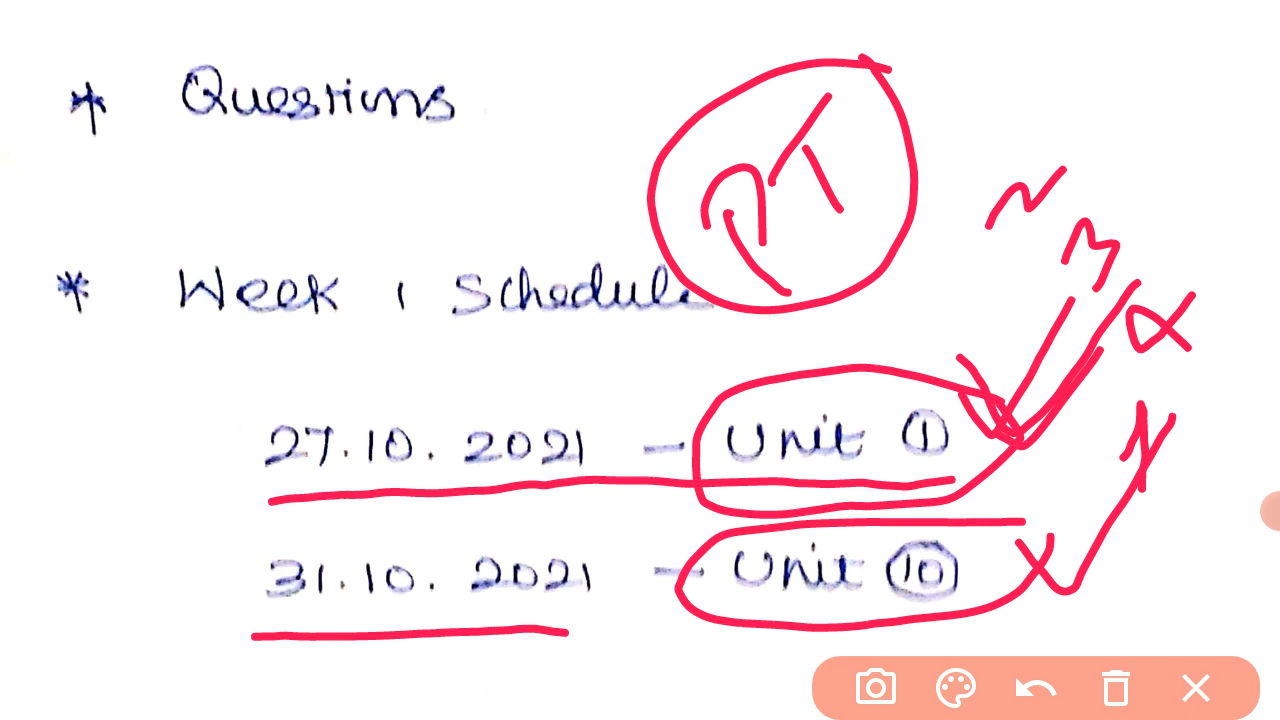 * Questions
PT
* Week 1 Schedule
27.10.2021 - Unit ①
31.10.2021 - Unit ⑩